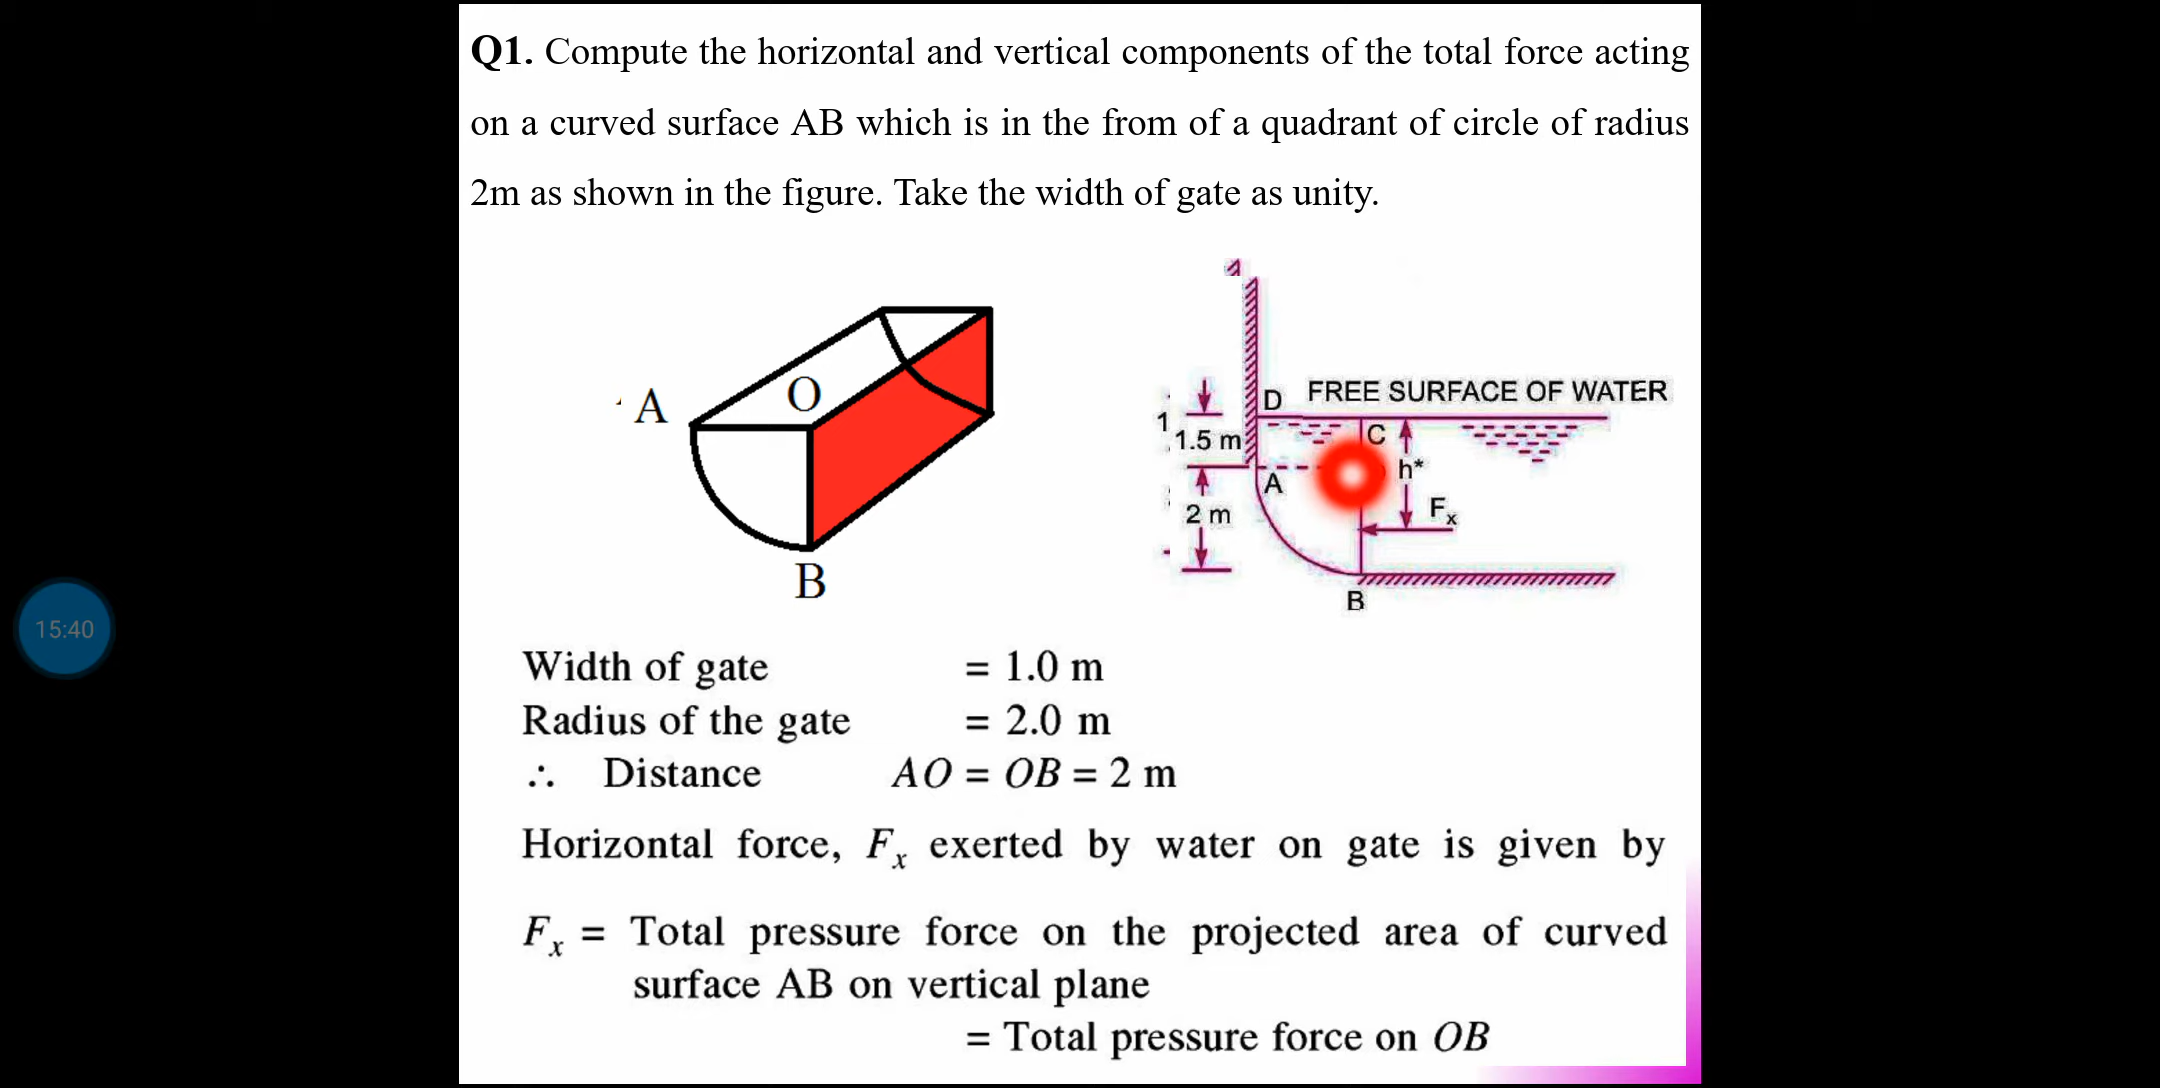 Q1. Compute the horizontal and vertical components of the total force acting
on a curved surface AB which is in the from of a quadrant of circle of radius
2m as shown in the figure. Take the width of gate as unity.
A
O
B
D FREE SURFACE OF WATER
1
1.5 m
C
A
h*
2 m
Fx
B
15:40
Width of gate = 1.0 m
Radius of the gate = 2.0 m
∴ Distance AO = OB = 2 m
Horizontal force, Fx exerted by water on gate is given by
Fx = Total pressure force on the projected area of curved
surface AB on vertical plane
= Total pressure force on OB